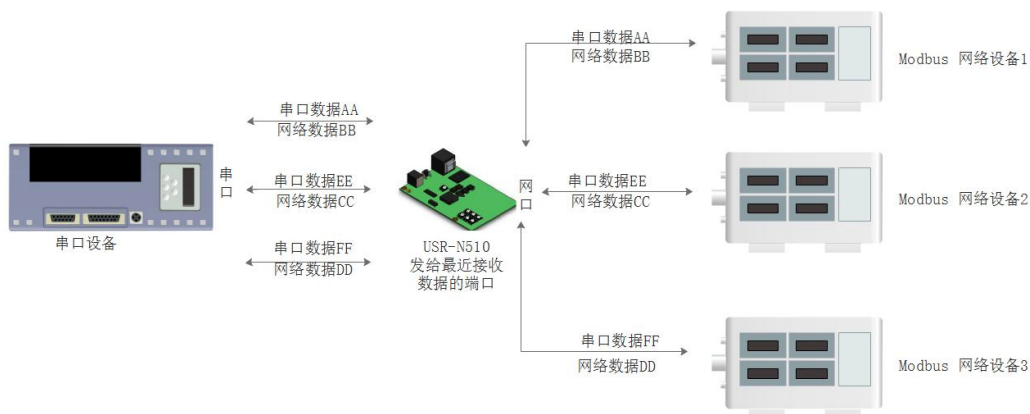 串口数据AA
网络数据BB
Modbus 网络设备1
串口数据AA
网络数据BB
串口
串口数据EE
网络数据CC
网口
串口数据EE
网络数据CC
Modbus 网络设备2
串口设备
串口数据FF
网络数据DD
USR-N510
发给最近接收
数据的端口
串口数据FF
网络数据DD
Modbus 网络设备3